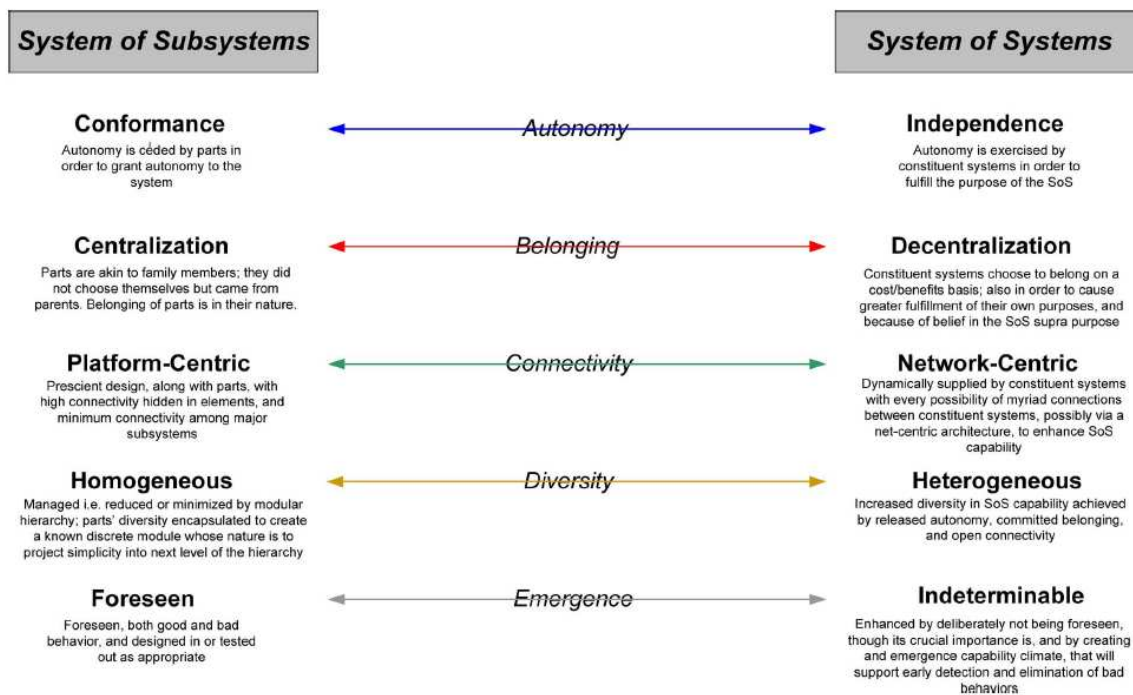 System of Subsystems
System of Systems
Conformance
Autonomy is ceded by parts in
order to grant autonomy to the
system
Autonomy
Independence
Autonomy is exercised by
constituent systems in order to
fulfill the purpose of the SoS
Centralization
Parts are akin to family members; they did
not choose themselves but came from
parents. Belonging of parts is in their nature.
Belonging
Decentralization
Constituent systems choose to belong on a
cost/benefits basis; also in order to cause
greater fulfillment of their own purposes, and
because of belief in the SoS supra purpose
Platform-Centric
Prescient design, along with parts, with
high connectivity hidden in elements, and
minimum connectivity among major
subsystems
Connectivity
Network-Centric
Dynamically supplied by constituent systems
with every possibility of myriad connections
between constituent systems, possibly via a
net-centric architecture, to enhance SoS
capability
Homogeneous
Managed i.e. reduced or minimized by modular
hierarchy; parts' diversity encapsulated to create
a known discrete module whose nature is to
project simplicity into next level of the hierarchy
Diversity
Heterogeneous
Increased diversity in SoS capability achieved
by released autonomy, committed belonging,
and open connectivity
Foreseen
Foreseen, both good and bad
behavior, and designed in or tested
out as appropriate
Emergence
Indeterminable
Enhanced by deliberately not being foreseen,
though its crucial importance is, and by creating
and emergence capability climate, that will
support early detection and elimination of bad
behaviors